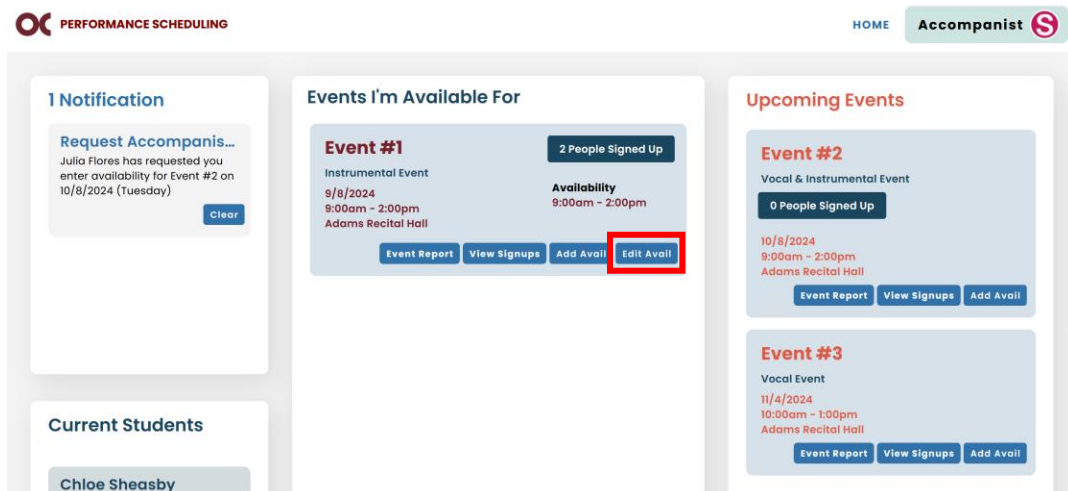 OC PERFORMANCE SCHEDULING
HOME
Accompanist S
1 Notification
Request Accompanis...
Julia Flores has requested you
enter availability for Event #2 on
10/8/2024 (Tuesday)
Clear
Current Students
Chloe Sheasby
Events I'm Available For
Event #1
2 People Signed Up
Instrumental Event
9/8/2024
9:00am - 2:00pm
Adams Recital Hall
Availability
9:00am - 2:00pm
Event Report View Signups Add Avail Edit Avail
Upcoming Events
Event #2
Vocal & Instrumental Event
0 People Signed Up
10/8/2024
9:00am - 2:00pm
Adams Recital Hall
Event Report View Signups Add Avail
Event #3
Vocal Event
11/4/2024
10:00am - 1:00pm
Adams Recital Hall
Event Report View Signups Add Avail